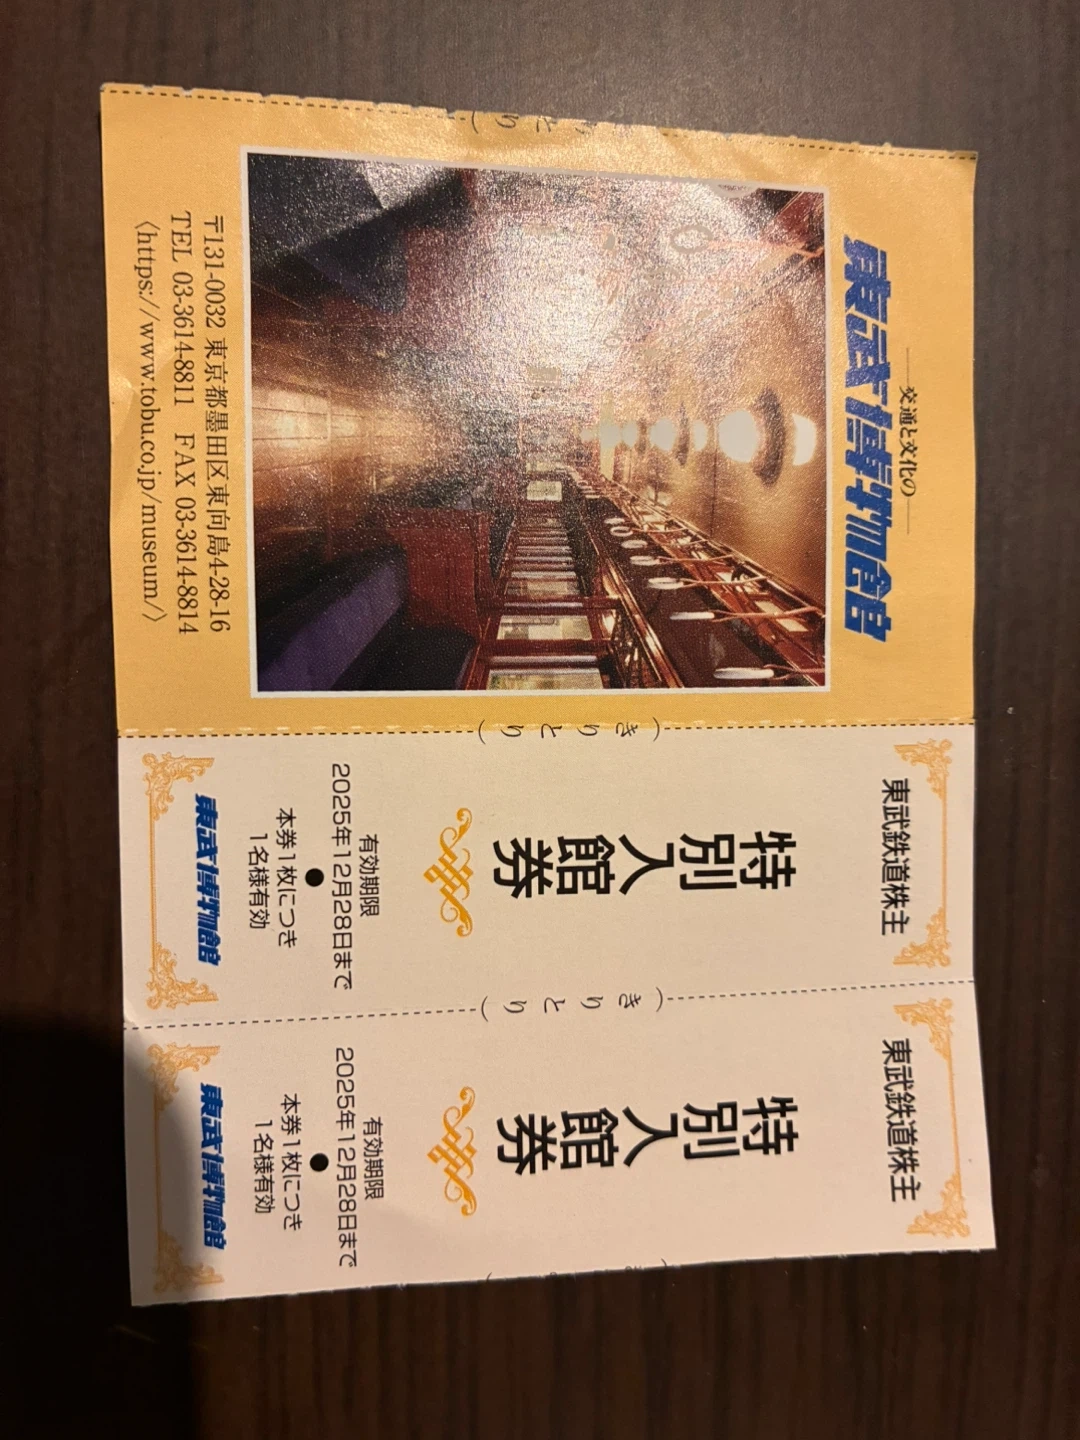 (きりとり)
交通と文化の
東武博物館
〒131-0032 東京都墨田区東向島4-28-16
TEL 03-3614-8811 FAX 03-3614-8814
〈https://www.tobu.co.jp/museum/〉
(きりとり)
東武鉄道株主
特別入館券
有効期限
2025年12月28日まで
●
本券1枚につき
1名様有効
東武博物館
(きりとり)
東武鉄道株主
特別入館券
有効期限
2025年12月28日まで
●
本券1枚につき
1名様有効
東武博物館